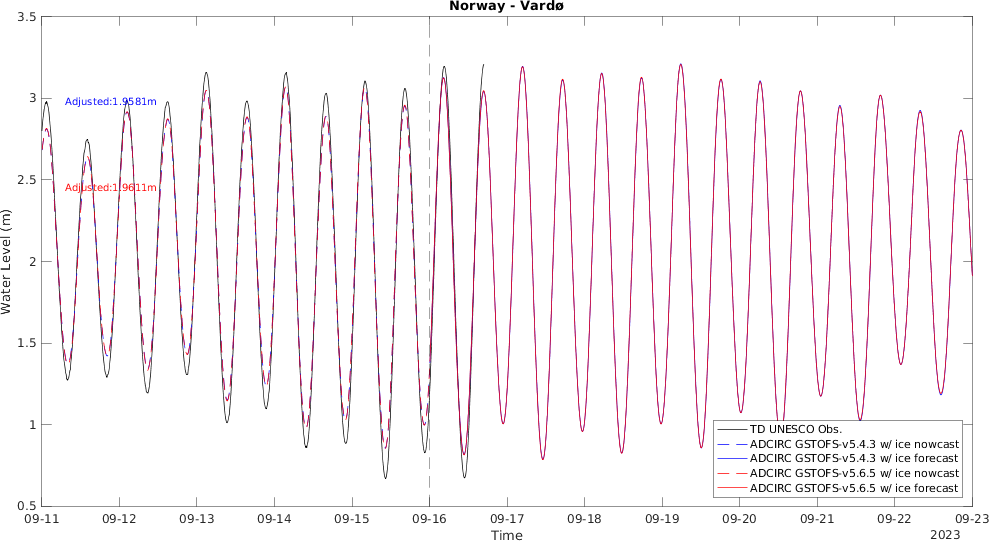 Norway - Vardø
3.5
3
2.5
2
1.5
1
0.5
Water Level (m)
Adjusted:1.9581m
Adjusted:1.9611m
TD UNESCO Obs.
ADCIRC GSTOFS-v5.4.3 w/ ice nowcast
ADCIRC GSTOFS-v5.4.3 w/ ice forecast
ADCIRC GSTOFS-v5.6.5 w/ ice nowcast
ADCIRC GSTOFS-v5.6.5 w/ ice forecast
09-11 09-12 09-13 09-14 09-15 09-16 09-17 09-18 09-19 09-20 09-21 09-22 09-23
Time
2023